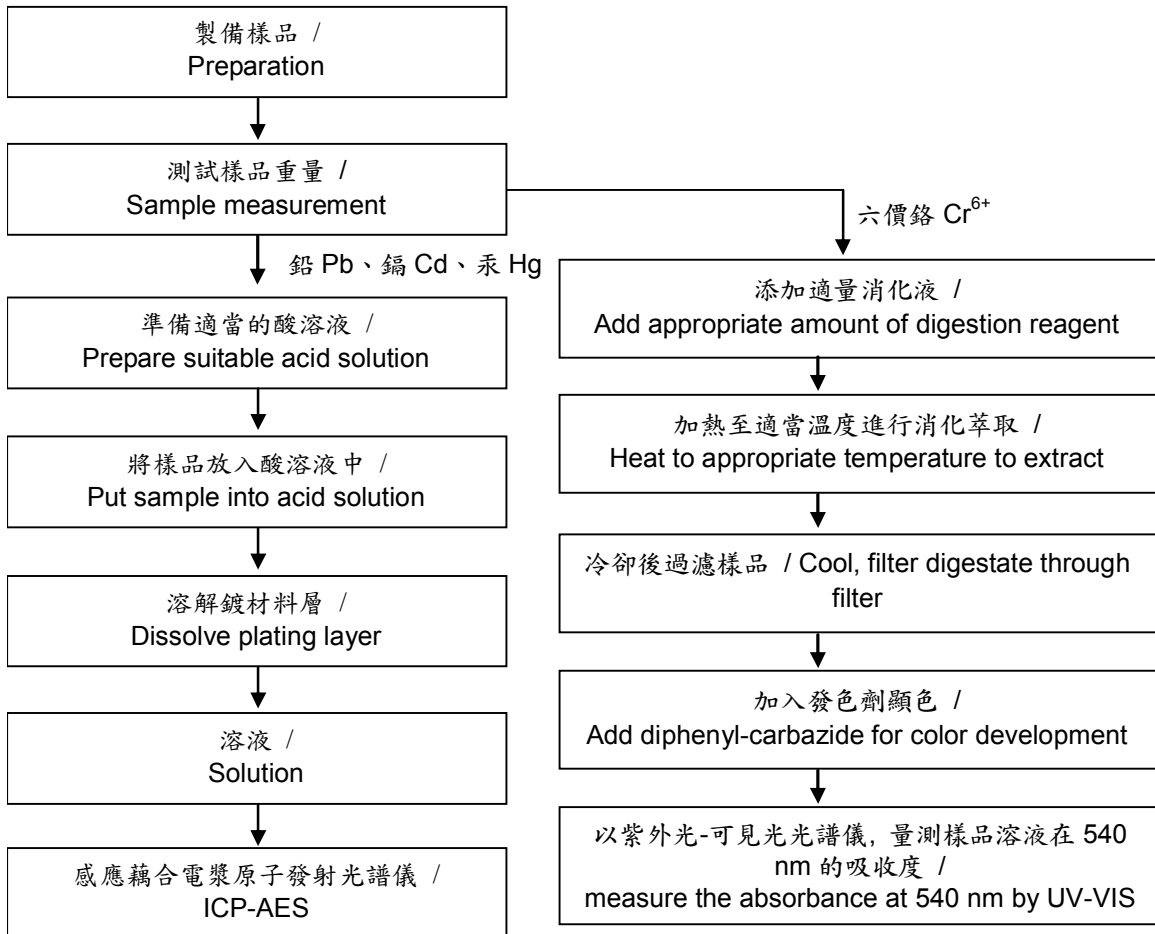 製備樣品 /
Preparation
測試樣品重量 /
Sample measurement
鉛 Pb、鎘 Cd、汞 Hg
準備適當的酸溶液 /
Prepare suitable acid solution
將樣品放入酸溶液中 /
Put sample into acid solution
溶解鍍材料層 /
Dissolve plating layer
溶液 /
Solution
感應藕合電漿原子發射光譜儀 /
ICP-AES
六價鉻 Cr⁶⁺
添加適量消化液 /
Add appropriate amount of digestion reagent
加熱至適當溫度進行消化萃取 /
Heat to appropriate temperature to extract
冷卻後過濾樣品 / Cool, filter digestate through
filter
加入發色劑顯色 /
Add diphenyl-carbazide for color development
以紫外光-可見光光譜儀, 量測樣品溶液在 540
nm 的吸收度 /
measure the absorbance at 540 nm by UV-VIS